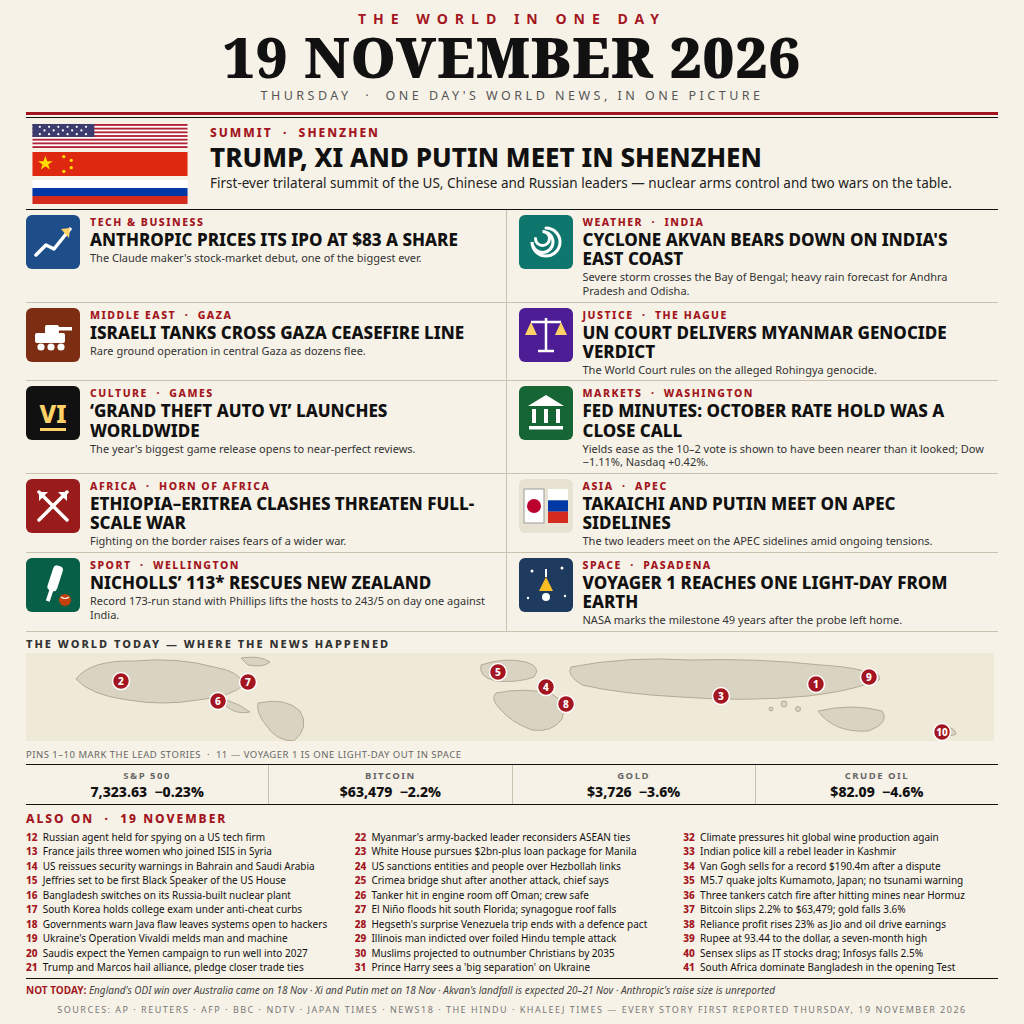 THE WORLD IN ONE DAY
19 NOVEMBER 2026
THURSDAY · ONE DAY'S WORLD NEWS, IN ONE PICTURE
SUMMIT · SHENZHEN
TRUMP, XI AND PUTIN MEET IN SHENZHEN
First-ever trilateral summit of the US, Chinese and Russian leaders — nuclear arms control and two wars on the table.
TECH & BUSINESS
ANTHROPIC PRICES ITS IPO AT $83 A SHARE
The Claude maker's stock-market debut, one of the biggest ever.
WEATHER · INDIA
CYCLONE AKVAN BEARS DOWN ON INDIA'S
EAST COAST
Severe storm crosses the Bay of Bengal; heavy rain forecast for Andhra
Pradesh and Odisha.
MIDDLE EAST · GAZA
ISRAELI TANKS CROSS GAZA CEASEFIRE LINE
Rare ground operation in central Gaza as dozens flee.
JUSTICE · THE HAGUE
UN COURT DELIVERS MYANMAR GENOCIDE
VERDICT
The World Court rules on the alleged Rohingya genocide.
VI
CULTURE · GAMES
‘GRAND THEFT AUTO VI’ LAUNCHES
WORLDWIDE
The year's biggest game release opens to near-perfect reviews.
MARKETS · WASHINGTON
FED MINUTES: OCTOBER RATE HOLD WAS A
CLOSE CALL
Yields ease as the 10–2 vote is shown to have been nearer than it looked; Dow
−1.11%, Nasdaq +0.42%.
AFRICA · HORN OF AFRICA
ETHIOPIA–ERITREA CLASHES THREATEN FULL-
SCALE WAR
Fighting on the border raises fears of a wider war.
ASIA · APEC
TAKAICHI AND PUTIN MEET ON APEC
SIDELINES
The two leaders meet on the APEC sidelines amid ongoing tensions.
SPORT · WELLINGTON
NICHOLLS’ 113* RESCUES NEW ZEALAND
Record 173-run stand with Phillips lifts the hosts to 243/5 on day one against
India.
SPACE · PASADENA
VOYAGER 1 REACHES ONE LIGHT-DAY FROM
EARTH
NASA marks the milestone 49 years after the probe left home.
THE WORLD TODAY — WHERE THE NEWS HAPPENED
2
7
6
5
4
8
3
1
9
10
PINS 1–10 MARK THE LEAD STORIES · 11 — VOYAGER 1 IS ONE LIGHT-DAY OUT IN SPACE
S&P 500
7,323.63 −0.23%
BITCOIN
$63,479 −2.2%
GOLD
$3,726 −3.6%
CRUDE OIL
$82.09 −4.6%
ALSO ON · 19 NOVEMBER
12 Russian agent held for spying on a US tech firm
13 France jails three women who joined ISIS in Syria
14 US reissues security warnings in Bahrain and Saudi Arabia
15 Jeffries set to be first Black Speaker of the US House
16 Bangladesh switches on its Russia-built nuclear plant
17 South Korea holds college exam under anti-cheat curbs
18 Governments warn Java flaw leaves systems open to hackers
19 Ukraine's Operation Vivaldi melds man and machine
20 Saudis expect the Yemen campaign to run well into 2027
21 Trump and Marcos hail alliance, pledge closer trade ties
22 Myanmar's army-backed leader reconsiders ASEAN ties
23 White House pursues $2bn-plus loan package for Manila
24 US sanctions entities and people over Hezbollah links
25 Crimea bridge shut after another attack, chief says
26 Tanker hit in engine room off Oman; crew safe
27 El Niño floods hit south Florida; synagogue roof falls
28 Hegseth's surprise Venezuela trip ends with a defence pact
29 Illinois man indicted over foiled Hindu temple attack
30 Muslims projected to outnumber Christians by 2035
31 Prince Harry sees a 'big separation' on Ukraine
32 Climate pressures hit global wine production again
33 Indian police kill a rebel leader in Kashmir
34 Van Gogh sells for a record $190.4m after a dispute
35 M5.7 quake jolts Kumamoto, Japan; no tsunami warning
36 Three tankers catch fire after hitting mines near Hormuz
37 Bitcoin slips 2.2% to $63,479; gold falls 3.6%
38 Reliance profit rises 23% as Jio and oil drive earnings
39 Rupee at 93.44 to the dollar, a seven-month high
40 Sensex slips as IT stocks drag; Infosys falls 2.5%
41 South Africa dominate Bangladesh in the opening Test
NOT TODAY: England's ODI win over Australia came on 18 Nov · Xi and Putin met on 18 Nov · Akvan's landfall is expected 20–21 Nov · Anthropic's raise size is unreported
SOURCES: AP · REUTERS · AFP · BBC · NDTV · JAPAN TIMES · NEWS18 · THE HINDU · KHALEEJ TIMES — EVERY STORY FIRST REPORTED THURSDAY, 19 NOVEMBER 2026